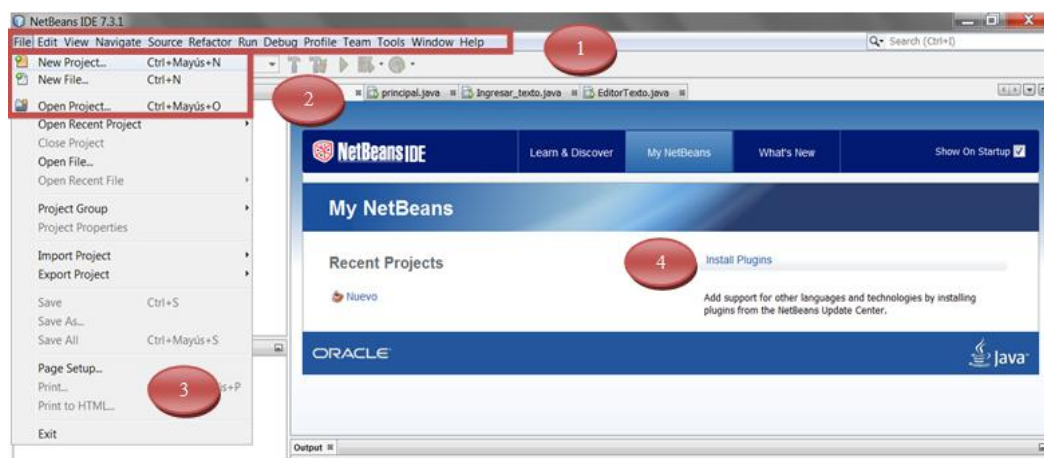 NetBeans IDE 7.3.1
File Edit View Navigate Source Refactor Run Debug Profile Team Tools Window Help
Search (Ctrl+I)
1
New Project... Ctrl+Mayús+N
New File... Ctrl+N
2
Open Project... Ctrl+Mayús+O
principal.java
Ingresar_texto.java
EditorTexto.java
Open Recent Project
Close Project
Open File...
Open Recent File
Project Group
Project Properties
Import Project
Export Project
Save Ctrl+S
Save As...
Save All Ctrl+Mayús+S
Page Setup...
Print...
3
s+P
Print to HTML...
Exit
NetBeans IDE
Learn & Discover
My NetBeans
What's New
Show On Startup
My NetBeans
Recent Projects
4
Install Plugins
Nuevo
Add support for other languages and technologies by installing
plugins from the NetBeans Update Center.
ORACLE
Java
Output